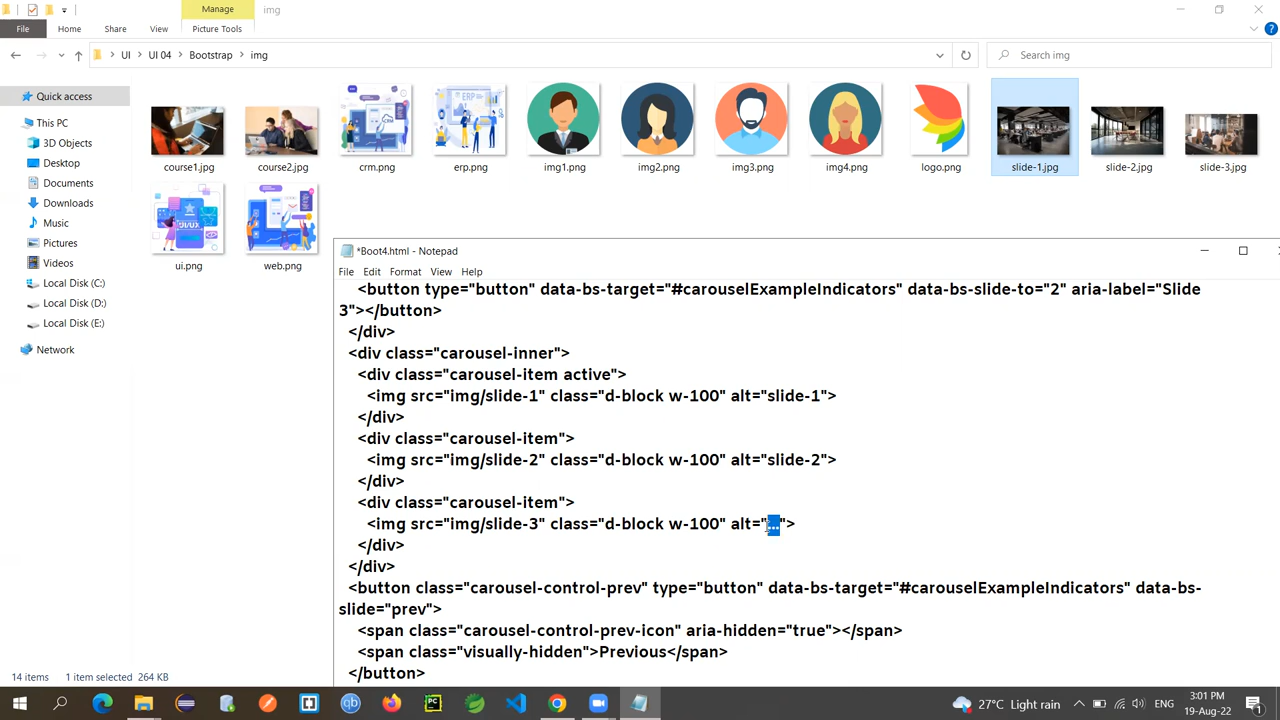 Manage
img
File
Home
Share
View
Picture Tools
UI
UI 04
Bootstrap
img
Search img
Quick access
This PC
3D Objects
Desktop
Documents
Downloads
Music
Pictures
Videos
Local Disk (C:)
Local Disk (D:)
Local Disk (E:)
Network
course1.jpg
course2.jpg
crm.png
erp.png
img1.png
img2.png
img3.png
img4.png
logo.png
slide-1.jpg
slide-2.jpg
slide-3.jpg
ui.png
web.png
*Boot4.html - Notepad
File Edit Format View Help
<button type="button" data-bs-target="#carouselExampleIndicators" data-bs-slide-to="2" aria-label="Slide
3"></button>
</div>
<div class="carousel-inner">
<div class="carousel-item active">
<img src="img/slide-1" class="d-block w-100" alt="slide-1">
</div>
<div class="carousel-item">
<img src="img/slide-2" class="d-block w-100" alt="slide-2">
</div>
<div class="carousel-item">
<img src="img/slide-3" class="d-block w-100" alt="...">
</div>
</div>
<button class="carousel-control-prev" type="button" data-bs-target="#carouselExampleIndicators" data-bs-
slide="prev">
<span class="carousel-control-prev-icon" aria-hidden="true"></span>
<span class="visually-hidden">Previous</span>
</button>
14 items
1 item selected 264 KB
27°C Light rain
ENG
3:01 PM
19-Aug-22